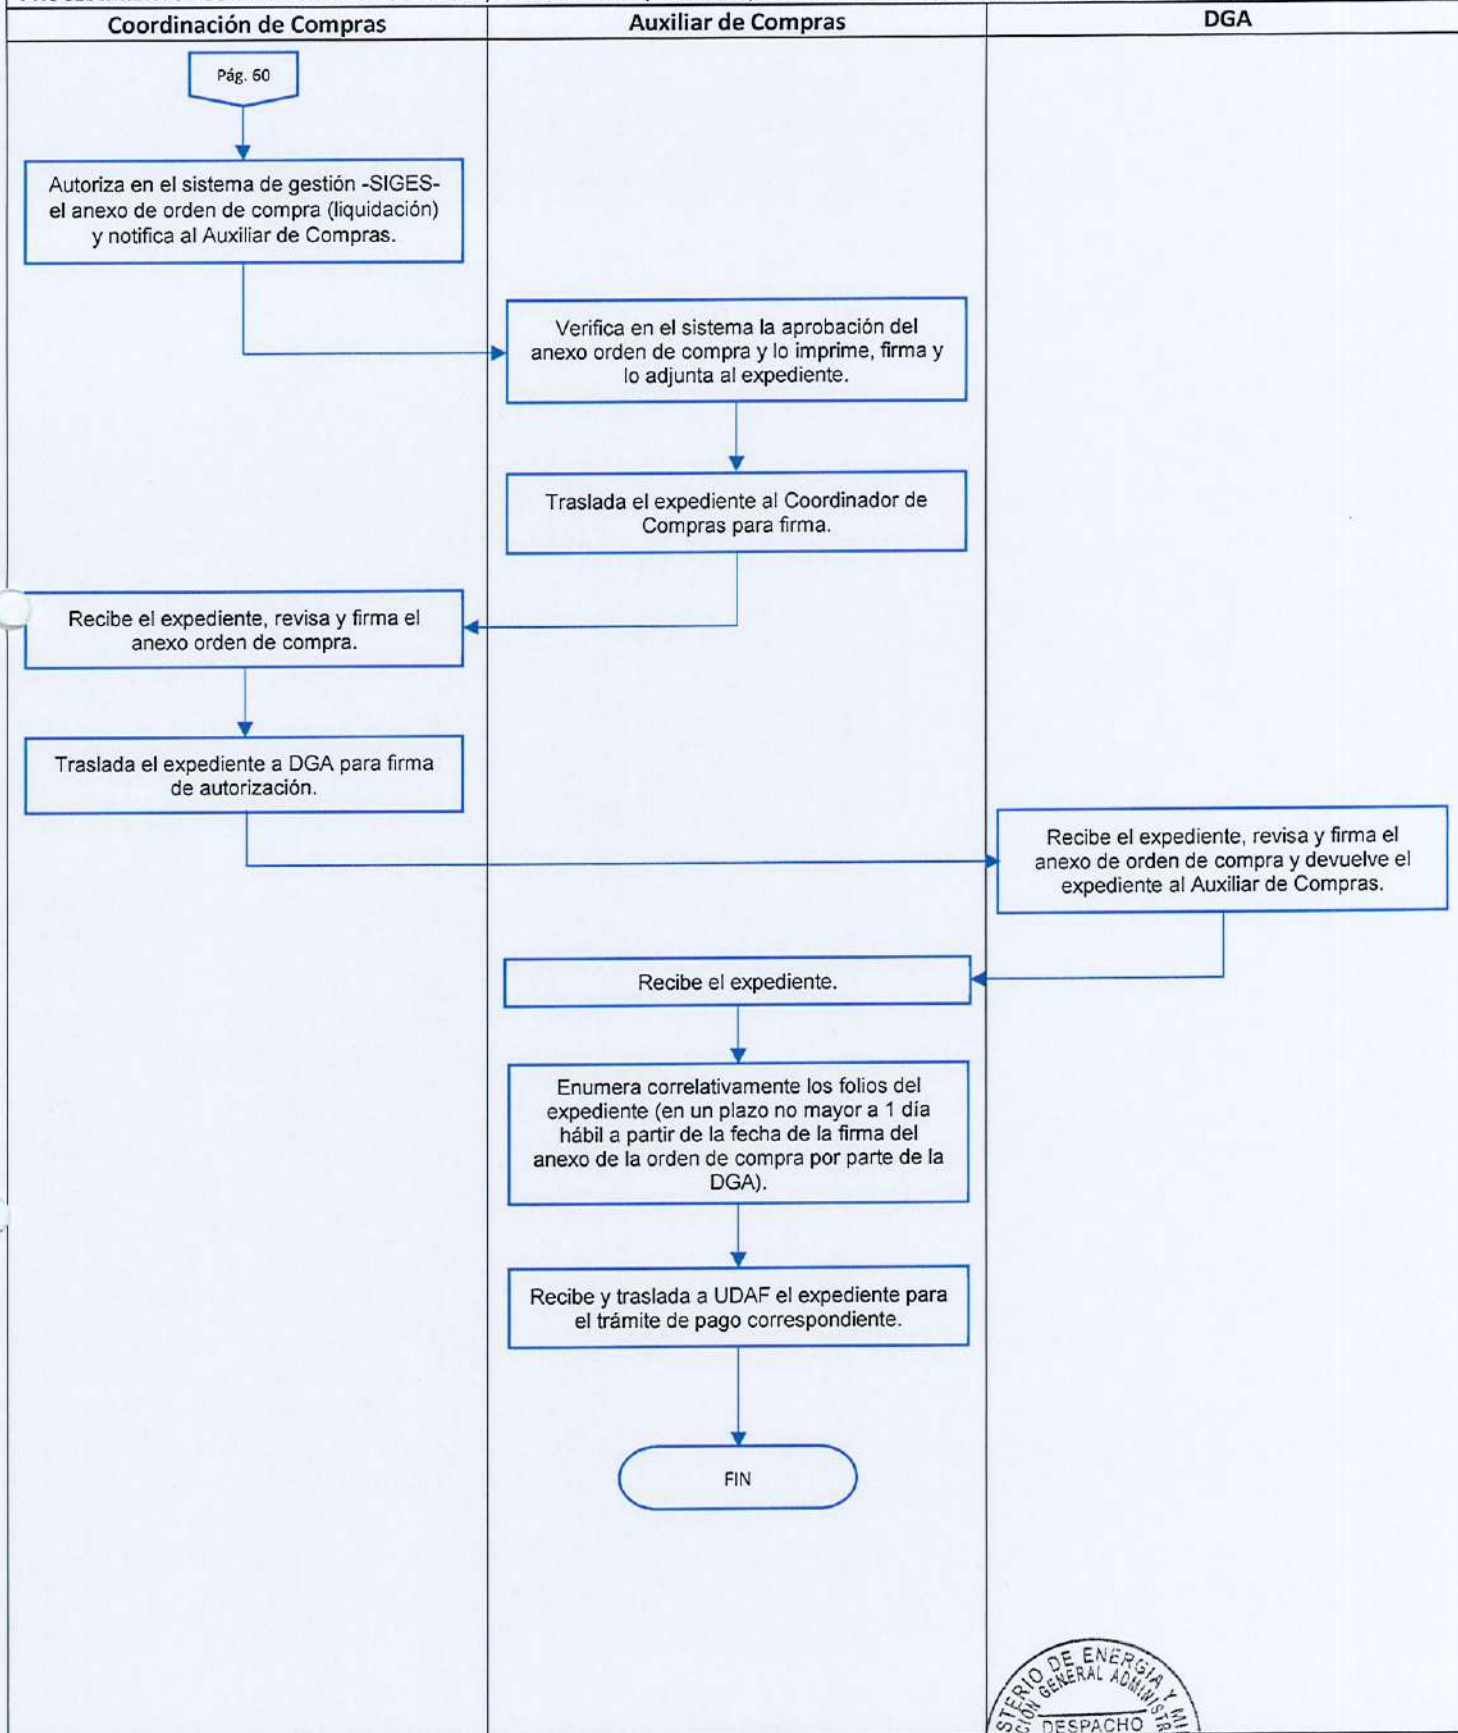 Coordinación de Compras
Auxiliar de Compras
DGA
Pág. 60
Autoriza en el sistema de gestión -SIGES-
el anexo de orden de compra (liquidación)
y notifica al Auxiliar de Compras.
Verifica en el sistema la aprobación del
anexo orden de compra y lo imprime, firma y
lo adjunta al expediente.
Traslada el expediente al Coordinador de
Compras para firma.
Recibe el expediente, revisa y firma el
anexo orden de compra.
Traslada el expediente a DGA para firma
de autorización.
Recibe el expediente, revisa y firma el
anexo de orden de compra y devuelve el
expediente al Auxiliar de Compras.
Recibe el expediente.
Enumera correlativamente los folios del
expediente (en un plazo no mayor a 1 día
hábil a partir de la fecha de la firma del
anexo de la orden de compra por parte de la
DGA).
Recibe y traslada a UDAF el expediente para
el trámite de pago correspondiente.
FIN
DE ENERGIA Y
GENERAL
DESPACHO